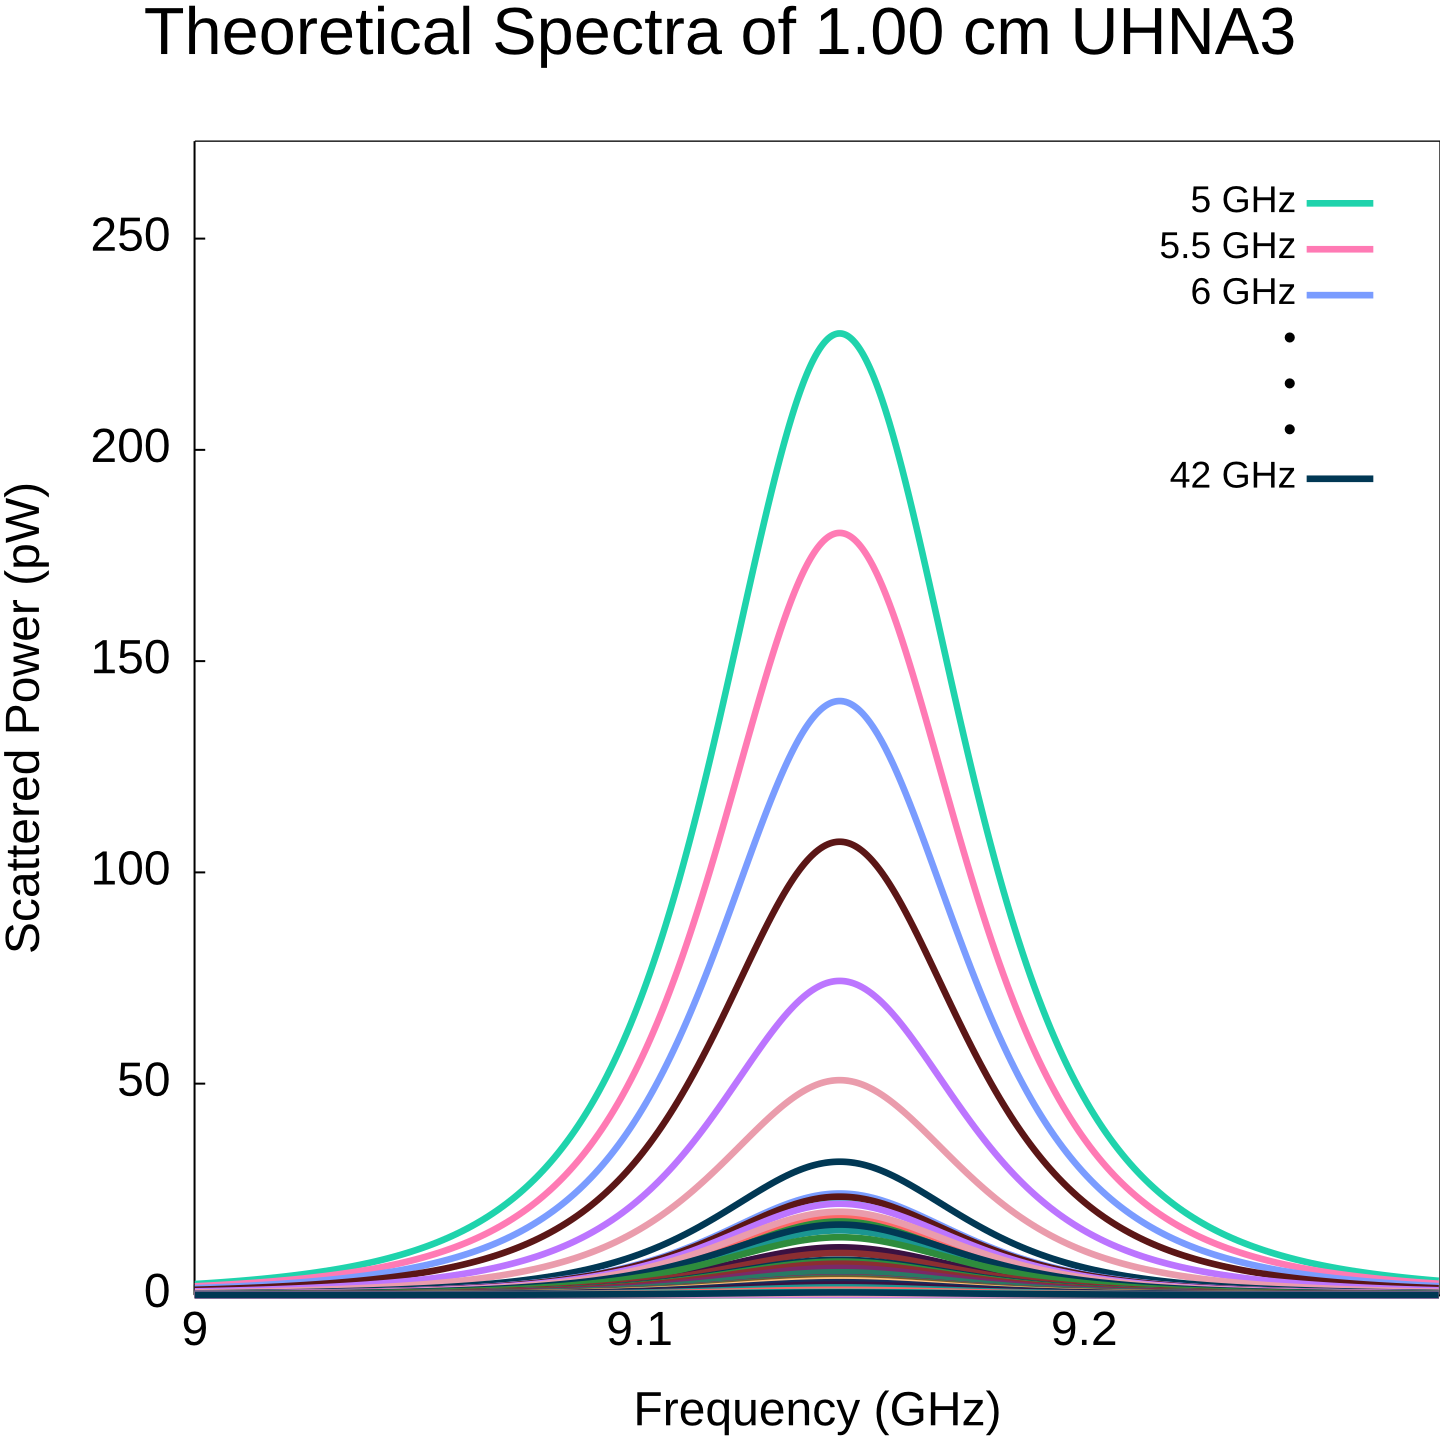 Theoretical Spectra of 1.00 cm UHNA3
5 GHz
5.5 GHz
6 GHz
42 GHz
250
200
150
100
50
0
Scattered Power (pW)
9
9.1
9.2
Frequency (GHz)